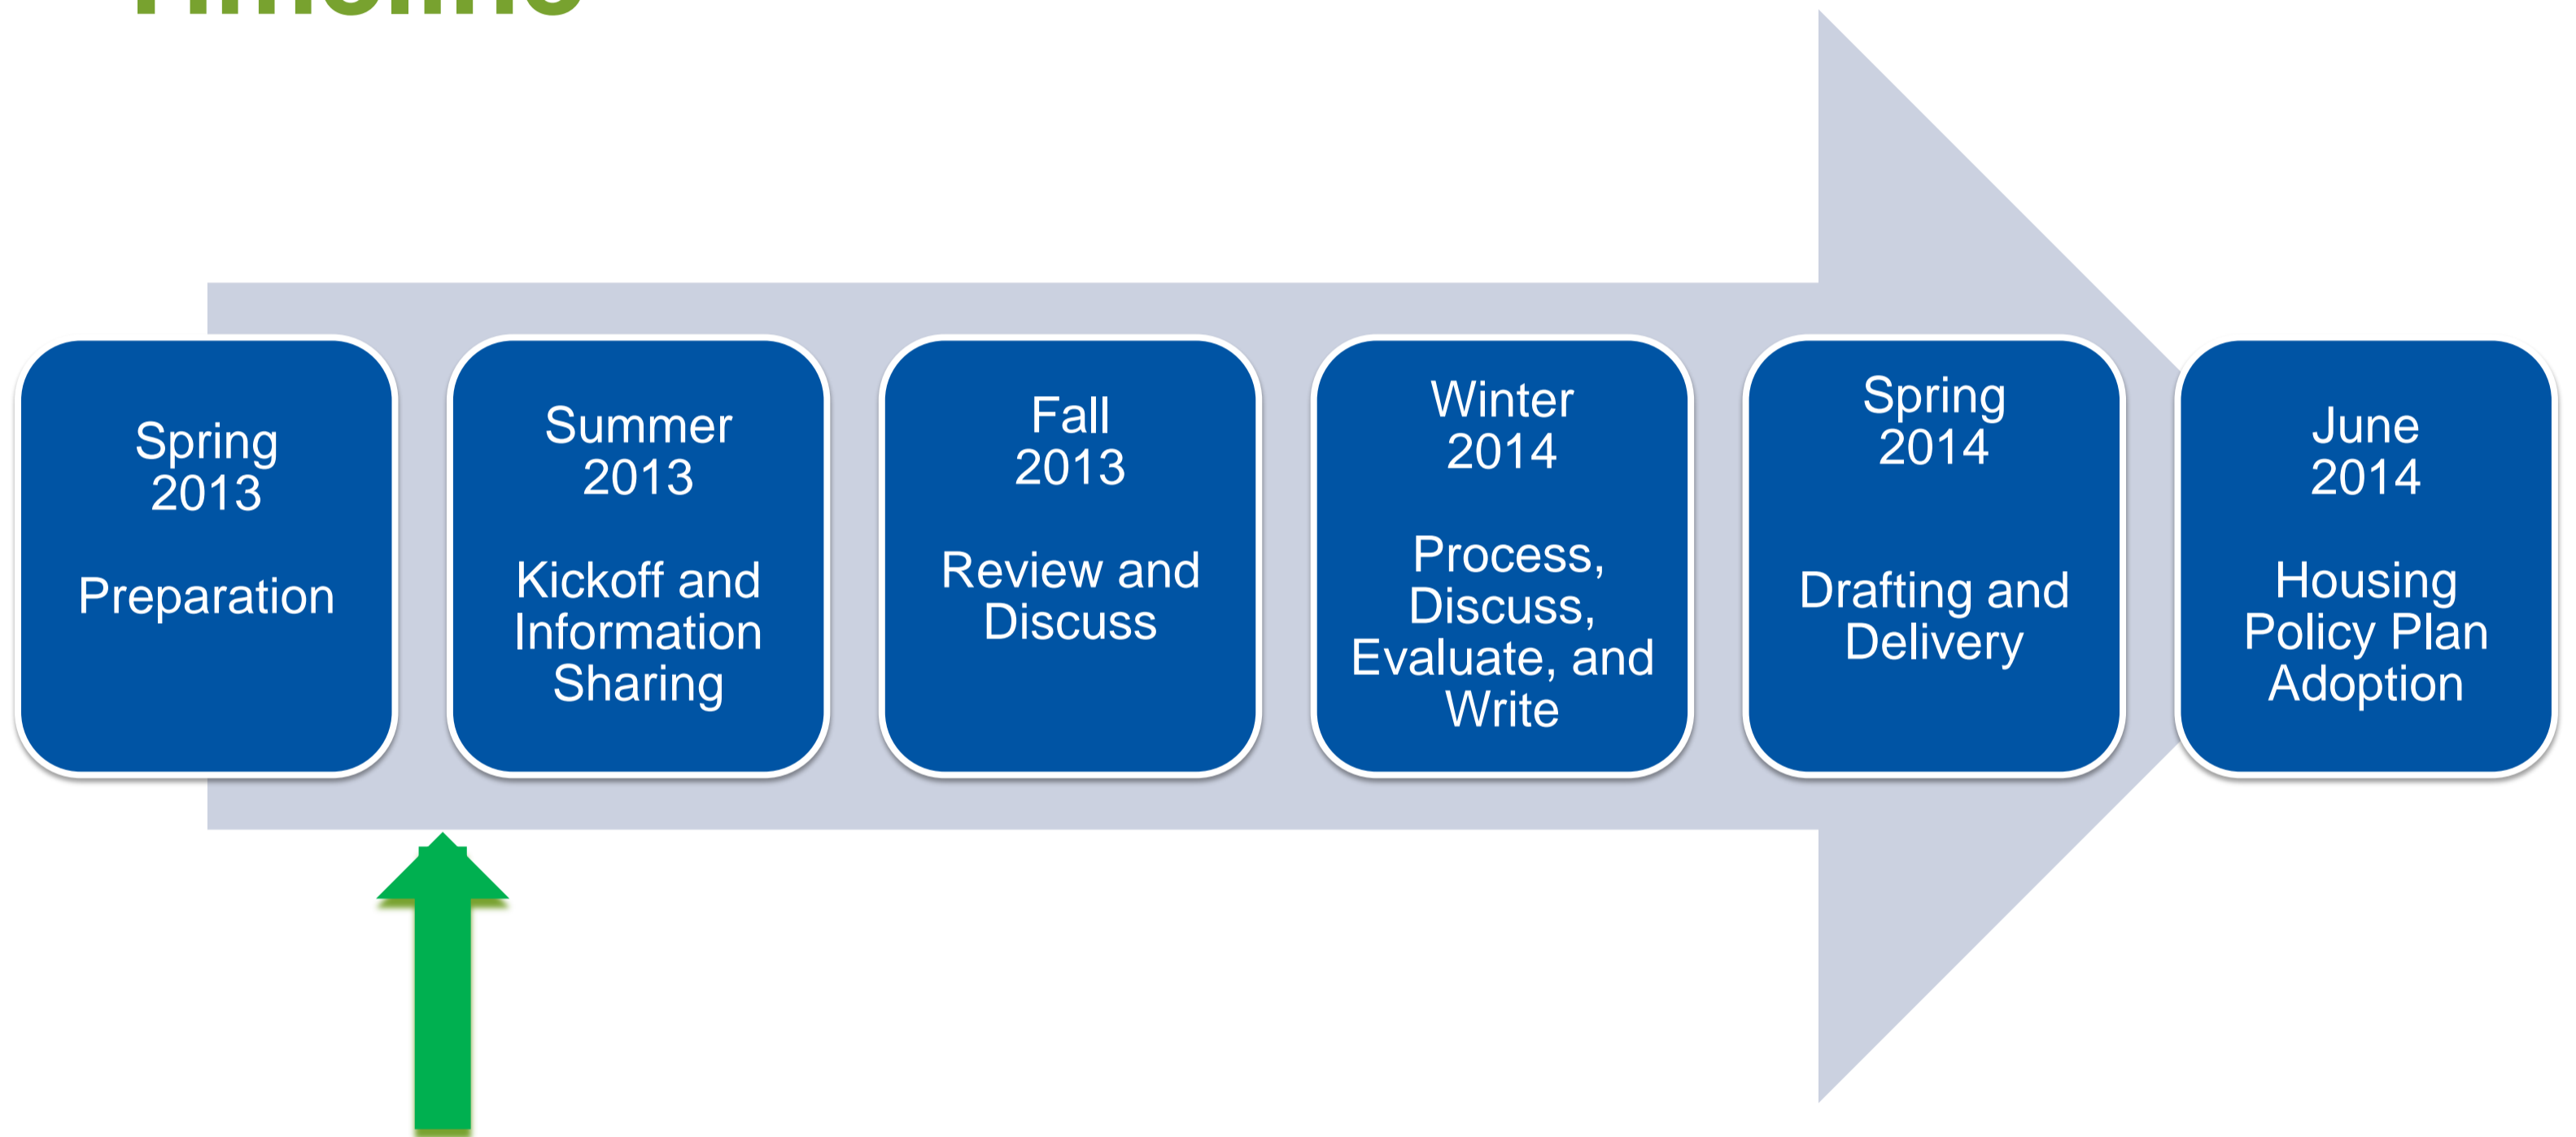 Timeline
Spring
2013
Preparation
Summer
2013
Kickoff and
Information
Sharing
Fall
2013
Review and
Discuss
Winter
2014
Process,
Discuss,
Evaluate, and
Write
Spring
2014
Drafting and
Delivery
June
2014
Housing
Policy Plan
Adoption